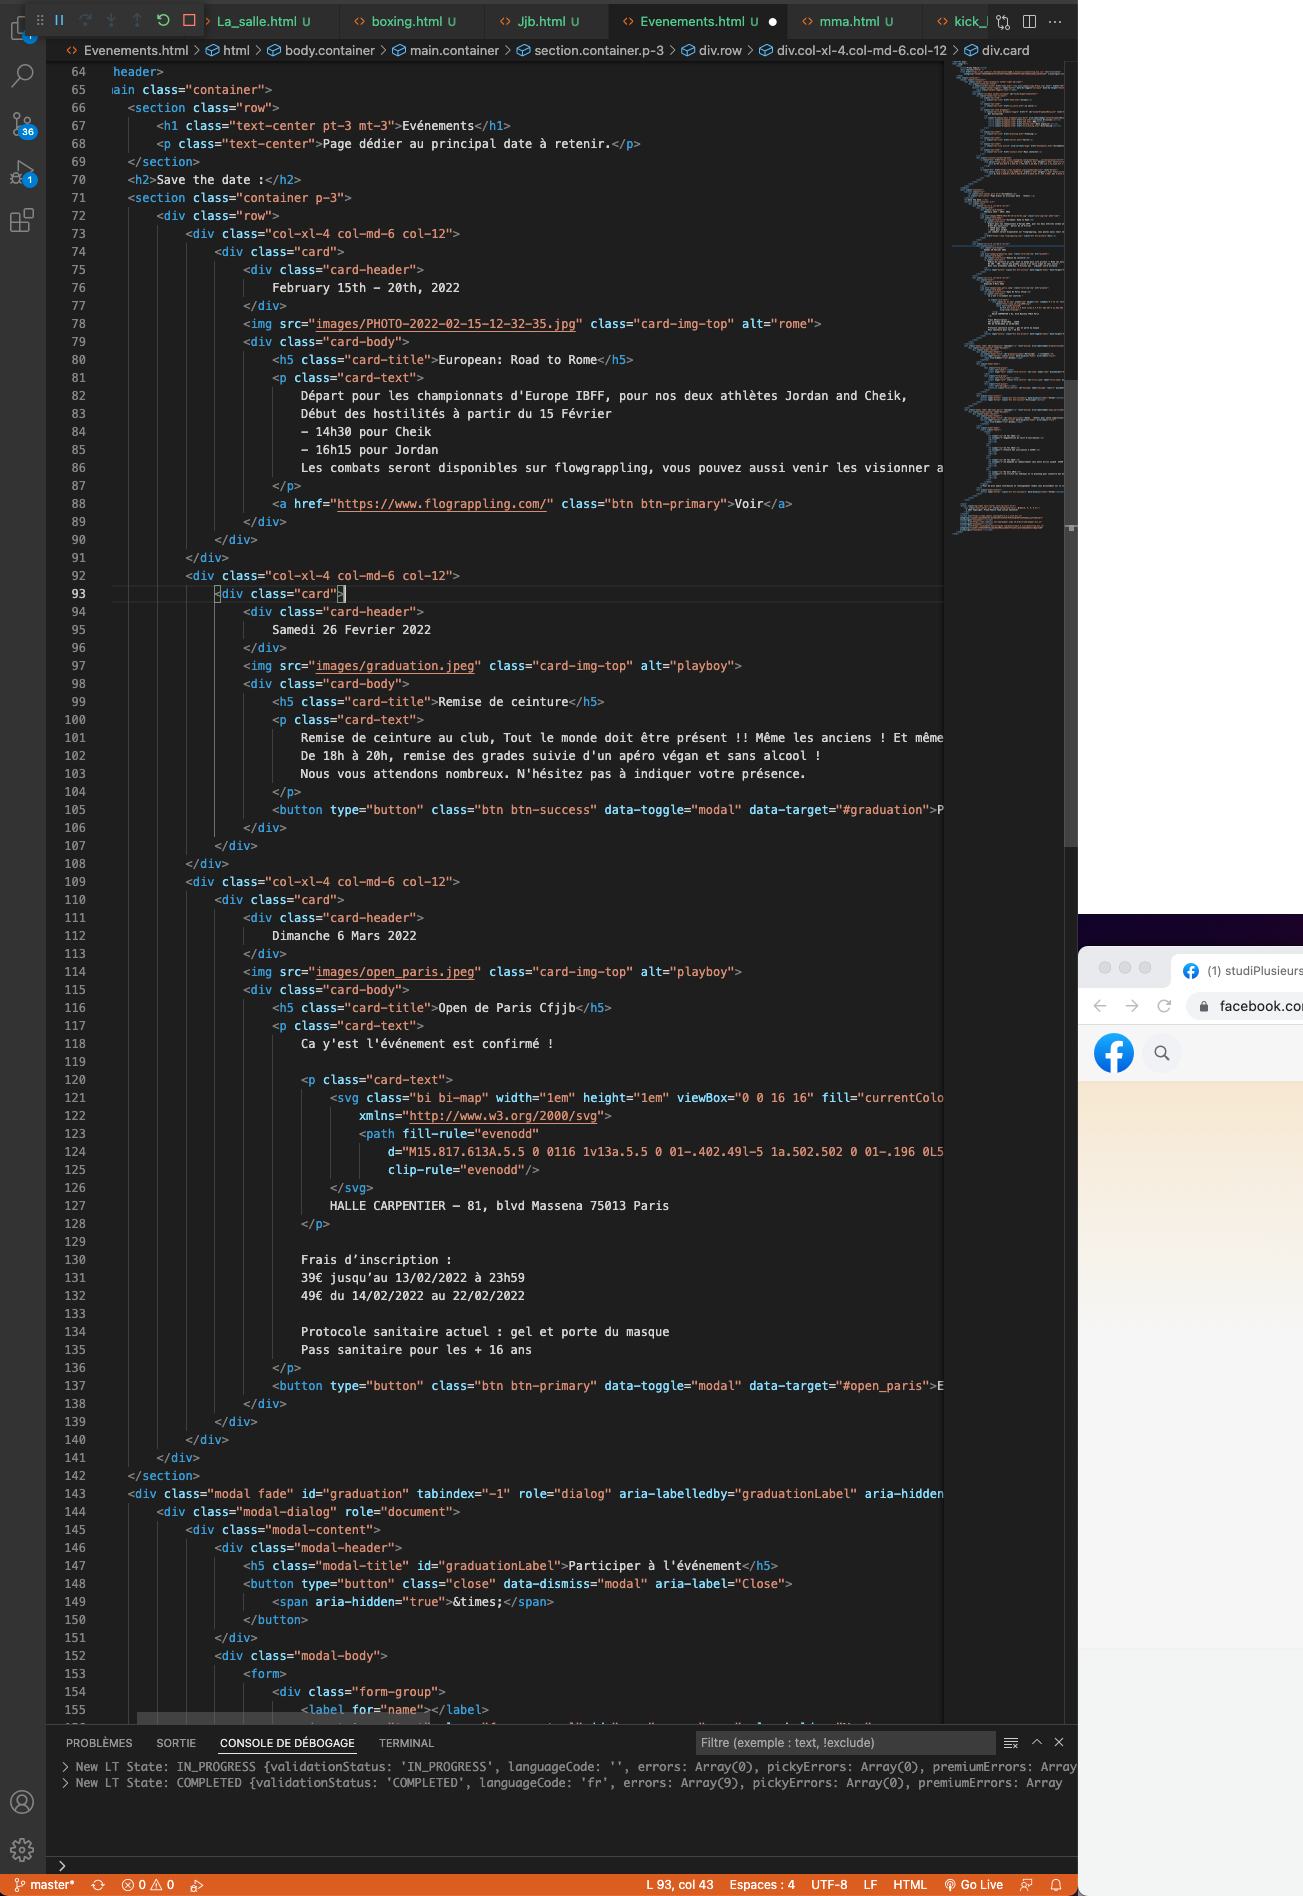 La_salle.html U
boxing.html U
Jjb.html U
Evenements.html U
mma.html U
kick_
Evenements.html > html > body.container > main.container > section.container.p-3 > div.row > div.col-xl-4.col-md-6.col-12 > div.card
64 header>
65 ain class="container">
66 <section class="row">
67 <h1 class="text-center pt-3 mt-3">Evénements</h1>
68 <p class="text-center">Page dédier au principal date à retenir.</p>
69 </section>
70 <h2>Save the date :</h2>
71 <section class="container p-3">
72 <div class="row">
73 <div class="col-xl-4 col-md-6 col-12">
74 <div class="card">
75 <div class="card-header">
76 February 15th - 20th, 2022
77 </div>
78 <img src="images/PHOTO-2022-02-15-12-32-35.jpg" class="card-img-top" alt="rome">
79 <div class="card-body">
80 <h5 class="card-title">European: Road to Rome</h5>
81 <p class="card-text">
82 Départ pour les championnats d'Europe IBFF, pour nos deux athlètes Jordan and Cheik,
83 Début des hostilités à partir du 15 Février
84 - 14h30 pour Cheik
85 - 16h15 pour Jordan
86 Les combats seront disponibles sur flowgrappling, vous pouvez aussi venir les visionner a
87 </p>
88 <a href="https://www.flograppling.com/" class="btn btn-primary">Voir</a>
89 </div>
90 </div>
91 </div>
92 <div class="col-xl-4 col-md-6 col-12">
93 <div class="card">
94 <div class="card-header">
95 Samedi 26 Fevrier 2022
96 </div>
97 <img src="images/graduation.jpeg" class="card-img-top" alt="playboy">
98 <div class="card-body">
99 <h5 class="card-title">Remise de ceinture</h5>
100 <p class="card-text">
101 Remise de ceinture au club, Tout le monde doit être présent !! Même les anciens ! Et même
102 De 18h à 20h, remise des grades suivie d'un apéro végan et sans alcool !
103 Nous vous attendons nombreux. N'hésitez pas à indiquer votre présence.
104 </p>
105 <button type="button" class="btn btn-success" data-toggle="modal" data-target="#graduation">P
106 </div>
107 </div>
108 </div>
109 <div class="col-xl-4 col-md-6 col-12">
110 <div class="card">
111 <div class="card-header">
112 Dimanche 6 Mars 2022
113 </div>
114 <img src="images/open_paris.jpeg" class="card-img-top" alt="playboy">
115 <div class="card-body">
116 <h5 class="card-title">Open de Paris Cfjjb</h5>
117 <p class="card-text">
118 Ca y'est l'événement est confirmé !
119
120 <p class="card-text">
121 <svg class="bi bi-map" width="1em" height="1em" viewBox="0 0 16 16" fill="currentColo
122 xmlns="http://www.w3.org/2000/svg">
123 <path fill-rule="evenodd"
124 d="M15.817.613A.5.5 0 0116 1v13a.5.5 0 01-.402.49l-5 1a.502.502 0 01-.196 0L5
125 clip-rule="evenodd"/>
126 </svg>
127 HALLE CARPENTIER – 81, blvd Massena 75013 Paris
128 </p>
129
130 Frais d’inscription :
131 39€ jusqu’au 13/02/2022 à 23h59
132 49€ du 14/02/2022 au 22/02/2022
133
134 Protocole sanitaire actuel : gel et porte du masque
135 Pass sanitaire pour les + 16 ans
136 </p>
137 <button type="button" class="btn btn-primary" data-toggle="modal" data-target="#open_paris">E
138 </div>
139 </div>
140 </div>
141 </div>
142 </section>
143 <div class="modal fade" id="graduation" tabindex="-1" role="dialog" aria-labelledby="graduationLabel" aria-hidden
144 <div class="modal-dialog" role="document">
145 <div class="modal-content">
146 <div class="modal-header">
147 <h5 class="modal-title" id="graduationLabel">Participer à l'événement</h5>
148 <button type="button" class="close" data-dismiss="modal" aria-label="Close">
149 <span aria-hidden="true">&times;</span>
150 </button>
151 </div>
152 <div class="modal-body">
153 <form>
154 <div class="form-group">
155 <label for="name"></label>
PROBLÈMES SORTIE CONSOLE DE DÉBOGAGE TERMINAL
Filtre (exemple : text, !exclude)
> New LT State: IN_PROGRESS {validationStatus: 'IN_PROGRESS', languageCode: '', errors: Array(0), pickyErrors: Array(0), premiumErrors: Array
> New LT State: COMPLETED {validationStatus: 'COMPLETED', languageCode: 'fr', errors: Array(9), pickyErrors: Array(0), premiumErrors: Array
>
master* 0 0 L 93, col 43 Espaces : 4 UTF-8 LF HTML Go Live
36
1
(1) studiPlusieurs
facebook.co